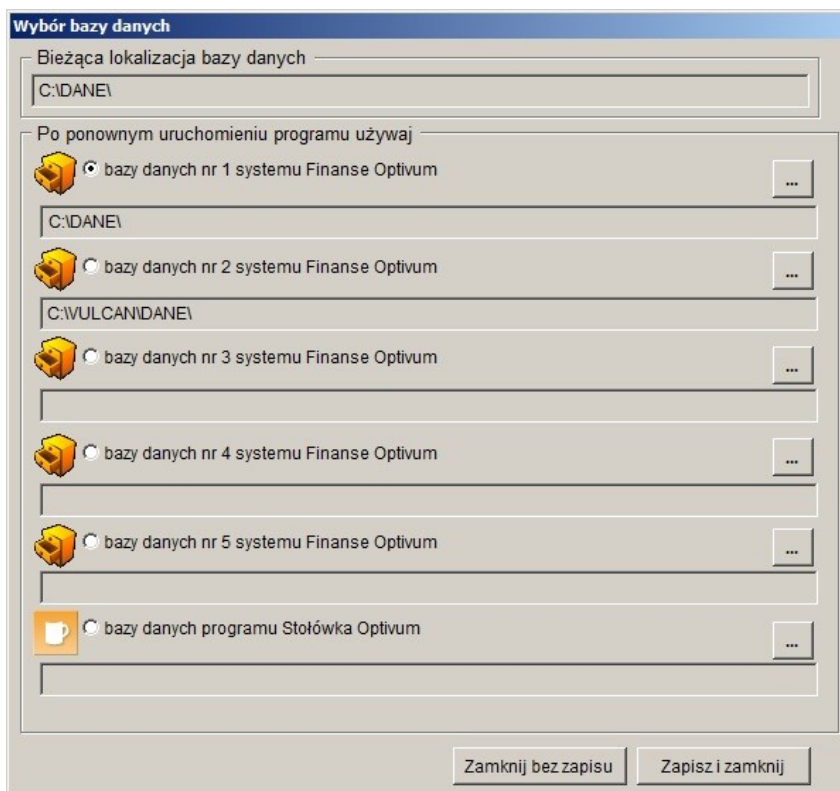 Wybór bazy danych
Bieżąca lokalizacja bazy danych
C:\DANE\
Po ponownym uruchomieniu programu używaj
bazy danych nr 1 systemu Finanse Optivum
...
C:\DANE\
bazy danych nr 2 systemu Finanse Optivum
...
C:\VULCAN\DANE\
bazy danych nr 3 systemu Finanse Optivum
...
bazy danych nr 4 systemu Finanse Optivum
...
bazy danych nr 5 systemu Finanse Optivum
...
bazy danych programu Stołówka Optivum
...
Zamknij bez zapisu
Zapisz i zamknij